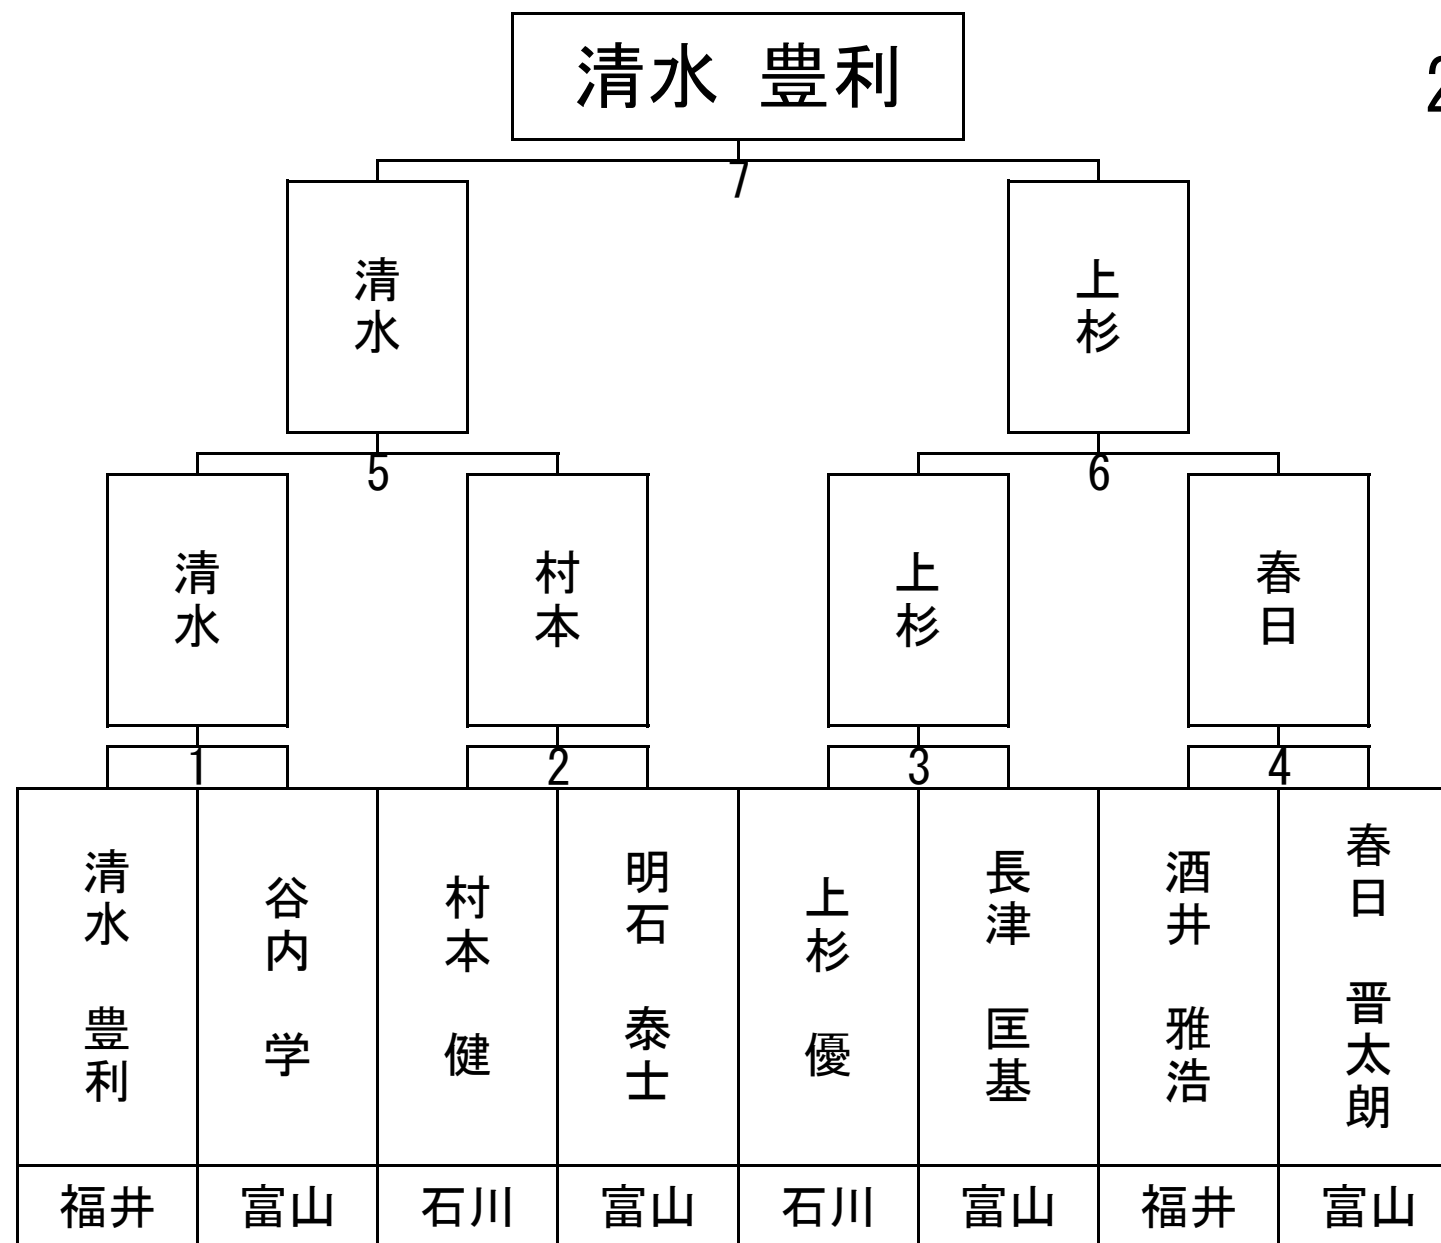 清水 豊利
2
7
清水
上杉
5
6
清水
村本
上杉
春日
1
2
3
4
清水 豊利
谷内 学
村本 健
明石 泰士
上杉 優
長津 匡基
酒井 雅浩
春日 晋太朗
福井
富山
石川
富山
石川
富山
福井
富山